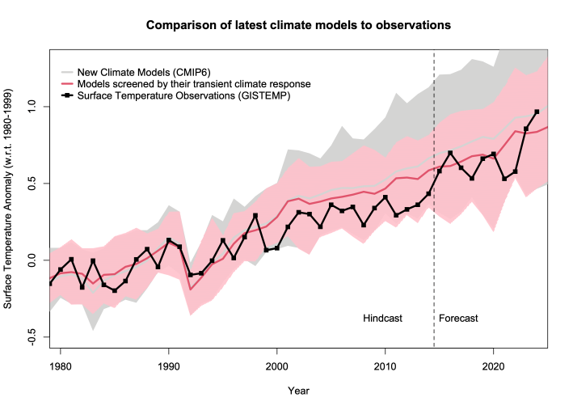 Comparison of latest climate models to observations
New Climate Models (CMIP6)
Models screened by their transient climate response
Surface Temperature Observations (GISTEMP)
Surface Temperature Anomaly (w.r.t. 1980-1999)
1.0
0.5
0.0
-0.5
Hindcast
Forecast
1980
1990
2000
2010
2020
Year